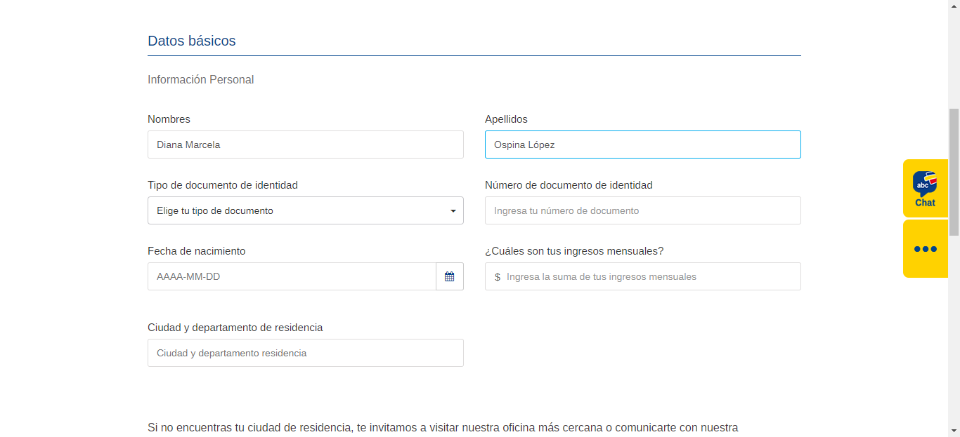 Datos básicos
Información Personal
Nombres
Apellidos
Diana Marcela
Ospina López
Tipo de documento de identidad
Número de documento de identidad
Elige tu tipo de documento
Ingresa tu número de documento
Fecha de nacimiento
¿Cuáles son tus ingresos mensuales?
AAAA-MM-DD
$ Ingresa la suma de tus ingresos mensuales
Ciudad y departamento de residencia
Ciudad y departamento residencia
Si no encuentras tu ciudad de residencia, te invitamos a visitar nuestra oficina más cercana o comunicarte con nuestra
abc
Chat